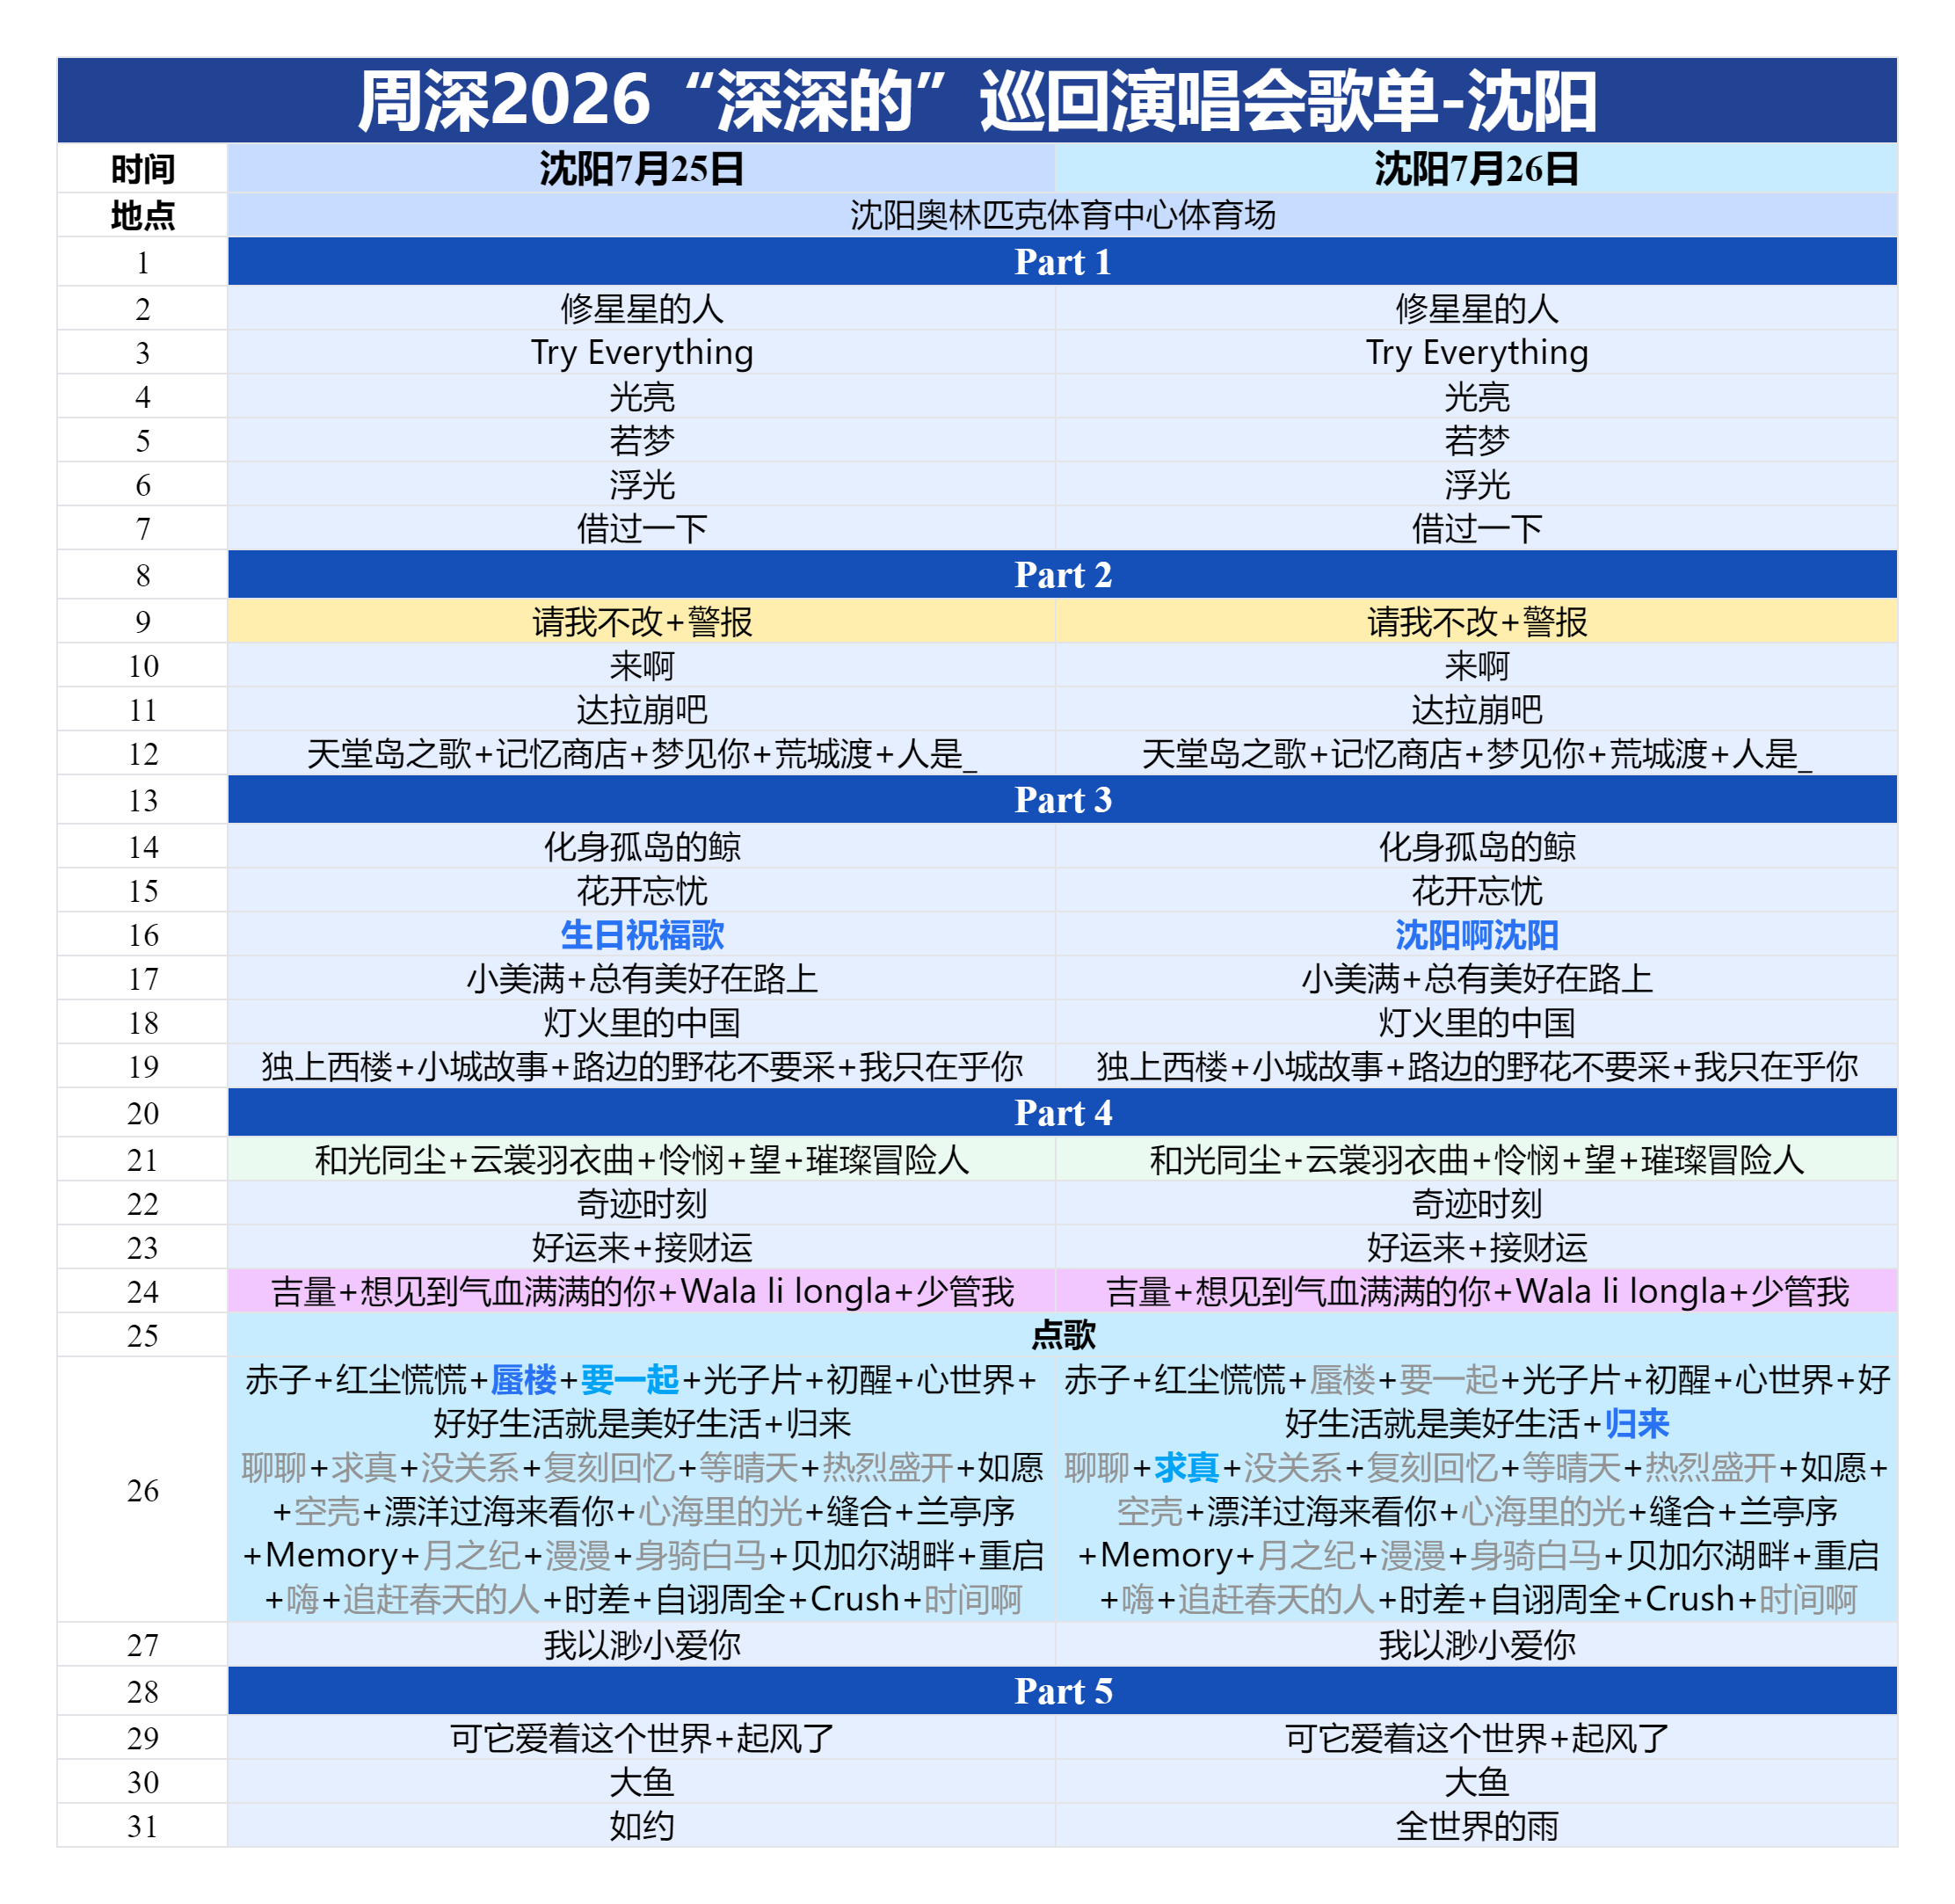 周深2026“深深的”巡回演唱会歌单-沈阳
时间 沈阳7月25日 沈阳7月26日
地点 沈阳奥林匹克体育中心体育场
1 Part 1
2 修星星的人 修星星的人
3 Try Everything Try Everything
4 光亮 光亮
5 若梦 若梦
6 浮光 浮光
7 借过一下 借过一下
8 Part 2
9 请我不改+警报 请我不改+警报
10 来啊 来啊
11 达拉崩吧 达拉崩吧
12 天堂岛之歌+记忆商店+梦见你+荒城渡+人是_ 天堂岛之歌+记忆商店+梦见你+荒城渡+人是_
13 Part 3
14 化身孤岛的鲸 化身孤岛的鲸
15 花开忘忧 花开忘忧
16 生日祝福歌 沈阳啊沈阳
17 小美满+总有美好在路上 小美满+总有美好在路上
18 灯火里的中国 灯火里的中国
19 独上西楼+小城故事+路边的野花不要采+我只在乎你 独上西楼+小城故事+路边的野花不要采+我只在乎你
20 Part 4
21 和光同尘+云裳羽衣曲+怜悯+望+璀璨冒险人 和光同尘+云裳羽衣曲+怜悯+望+璀璨冒险人
22 奇迹时刻 奇迹时刻
23 好运来+接财运 好运来+接财运
24 吉量+想见到气血满满的你+Wala li longla+少管我 吉量+想见到气血满满的你+Wala li longla+少管我
25 点歌
26
赤子+红尘慌慌+蜃楼+要一起+光子片+初醒+心世界+
好好生活就是美好生活+归来
聊聊+求真+没关系+复刻回忆+等晴天+热烈盛开+如愿
+空壳+漂洋过海来看你+心海里的光+缝合+兰亭序
+Memory+月之纪+漫漫+身骑白马+贝加尔湖畔+重启
+嗨+追赶春天的人+时差+自诩周全+Crush+时间啊
赤子+红尘慌慌+蜃楼+要一起+光子片+初醒+心世界+好
好生活就是美好生活+归来
聊聊+求真+没关系+复刻回忆+等晴天+热烈盛开+如愿+
空壳+漂洋过海来看你+心海里的光+缝合+兰亭序
+Memory+月之纪+漫漫+身骑白马+贝加尔湖畔+重启
+嗨+追赶春天的人+时差+自诩周全+Crush+时间啊
27 我以渺小爱你 我以渺小爱你
28 Part 5
29 可它爱着这个世界+起风了 可它爱着这个世界+起风了
30 大鱼 大鱼
31 如约 全世界的雨